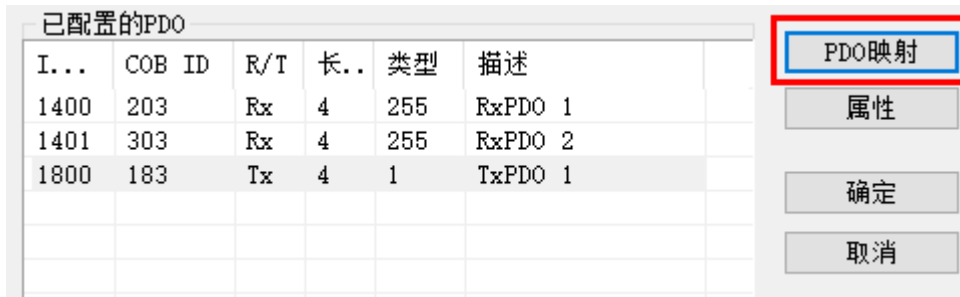 已配置的PDO
I... COB ID R/T 长.. 类型 描述
PDO映射
1400 203 Rx 4 255 RxPDO 1
属性
1401 303 Rx 4 255 RxPDO 2
1800 183 Tx 4 1 TxPDO 1
确定
取消